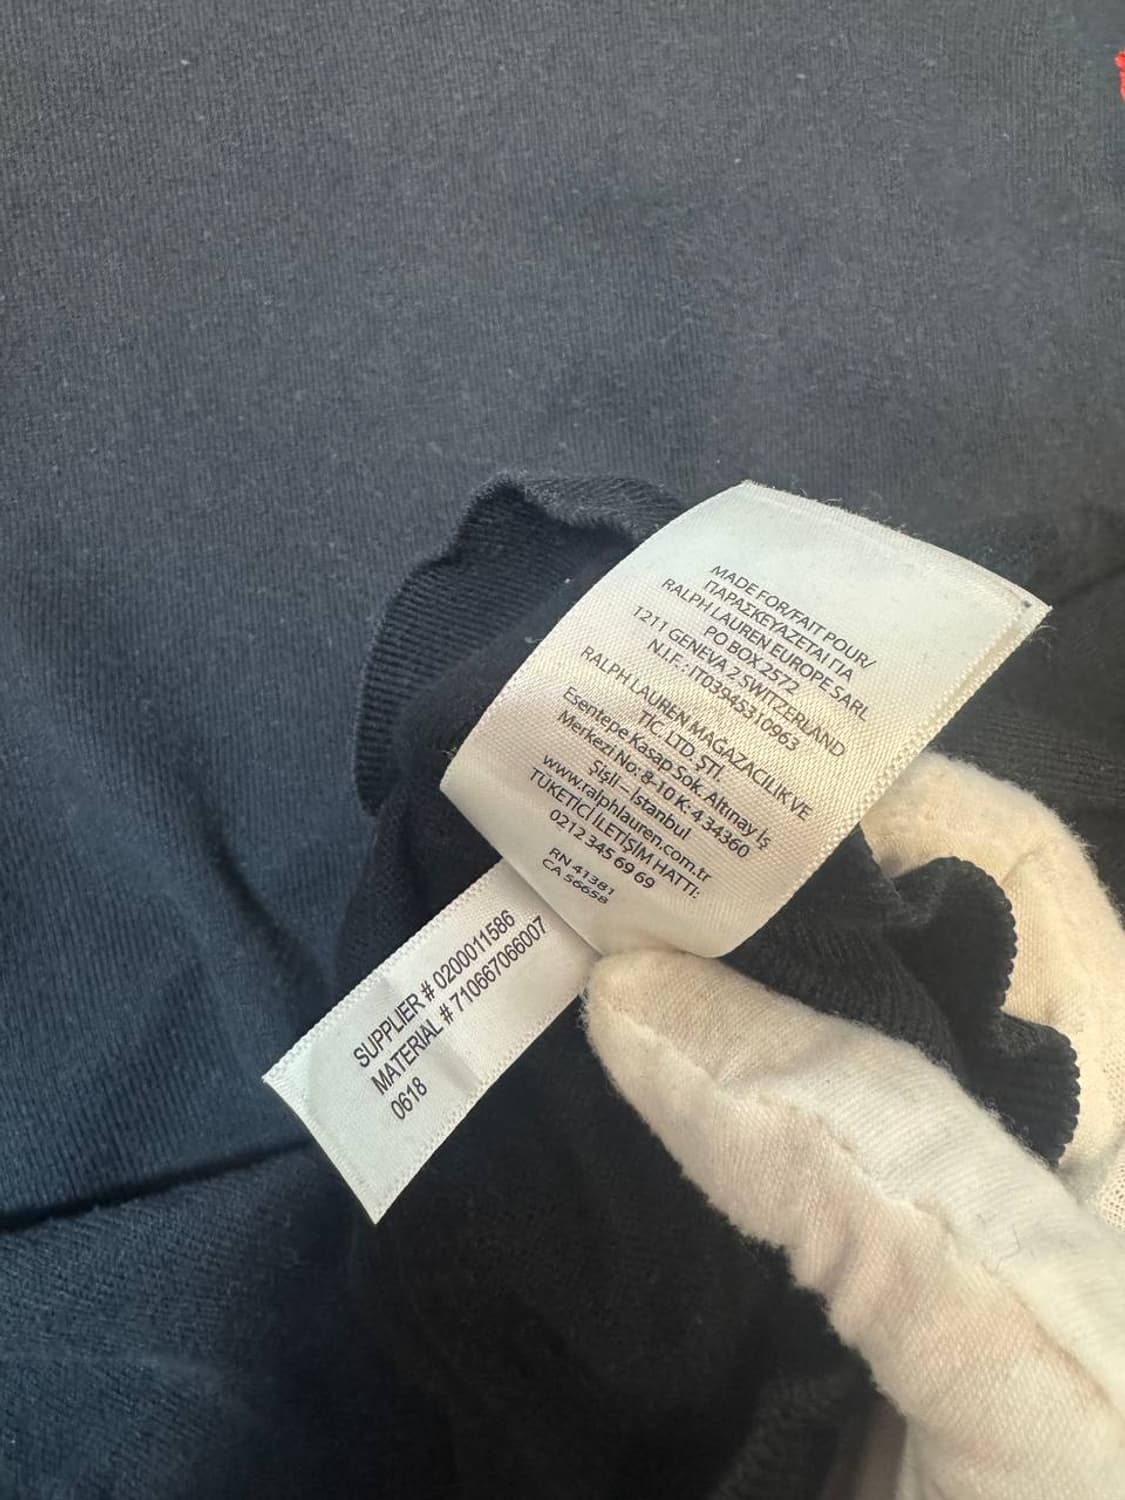 MADE FOR/FAIT POUR/
ΠΑΡΑΣΚΕΥΑΖΕΤΑΙ ΓΙΑ
RALPH LAUREN EUROPE SARL
PO BOX 2572
1211 GENEVA 2 SWITZERLAND
N.I.F.: IT03945310963
RALPH LAUREN MAĞAZACILIK VE
TİC. LTD. ŞTİ.
Esentepe Kasap Sok. Altınay İş
Merkezi No: 8-10 K: 4 34360
Şişli – İstanbul
www.ralphlauren.com.tr
TÜKETİCİ İLETİŞİM HATTI:
0212 345 69 69
RN 41381
CA 56658
SUPPLIER # 0200011586
MATERIAL # 710667066007
0618